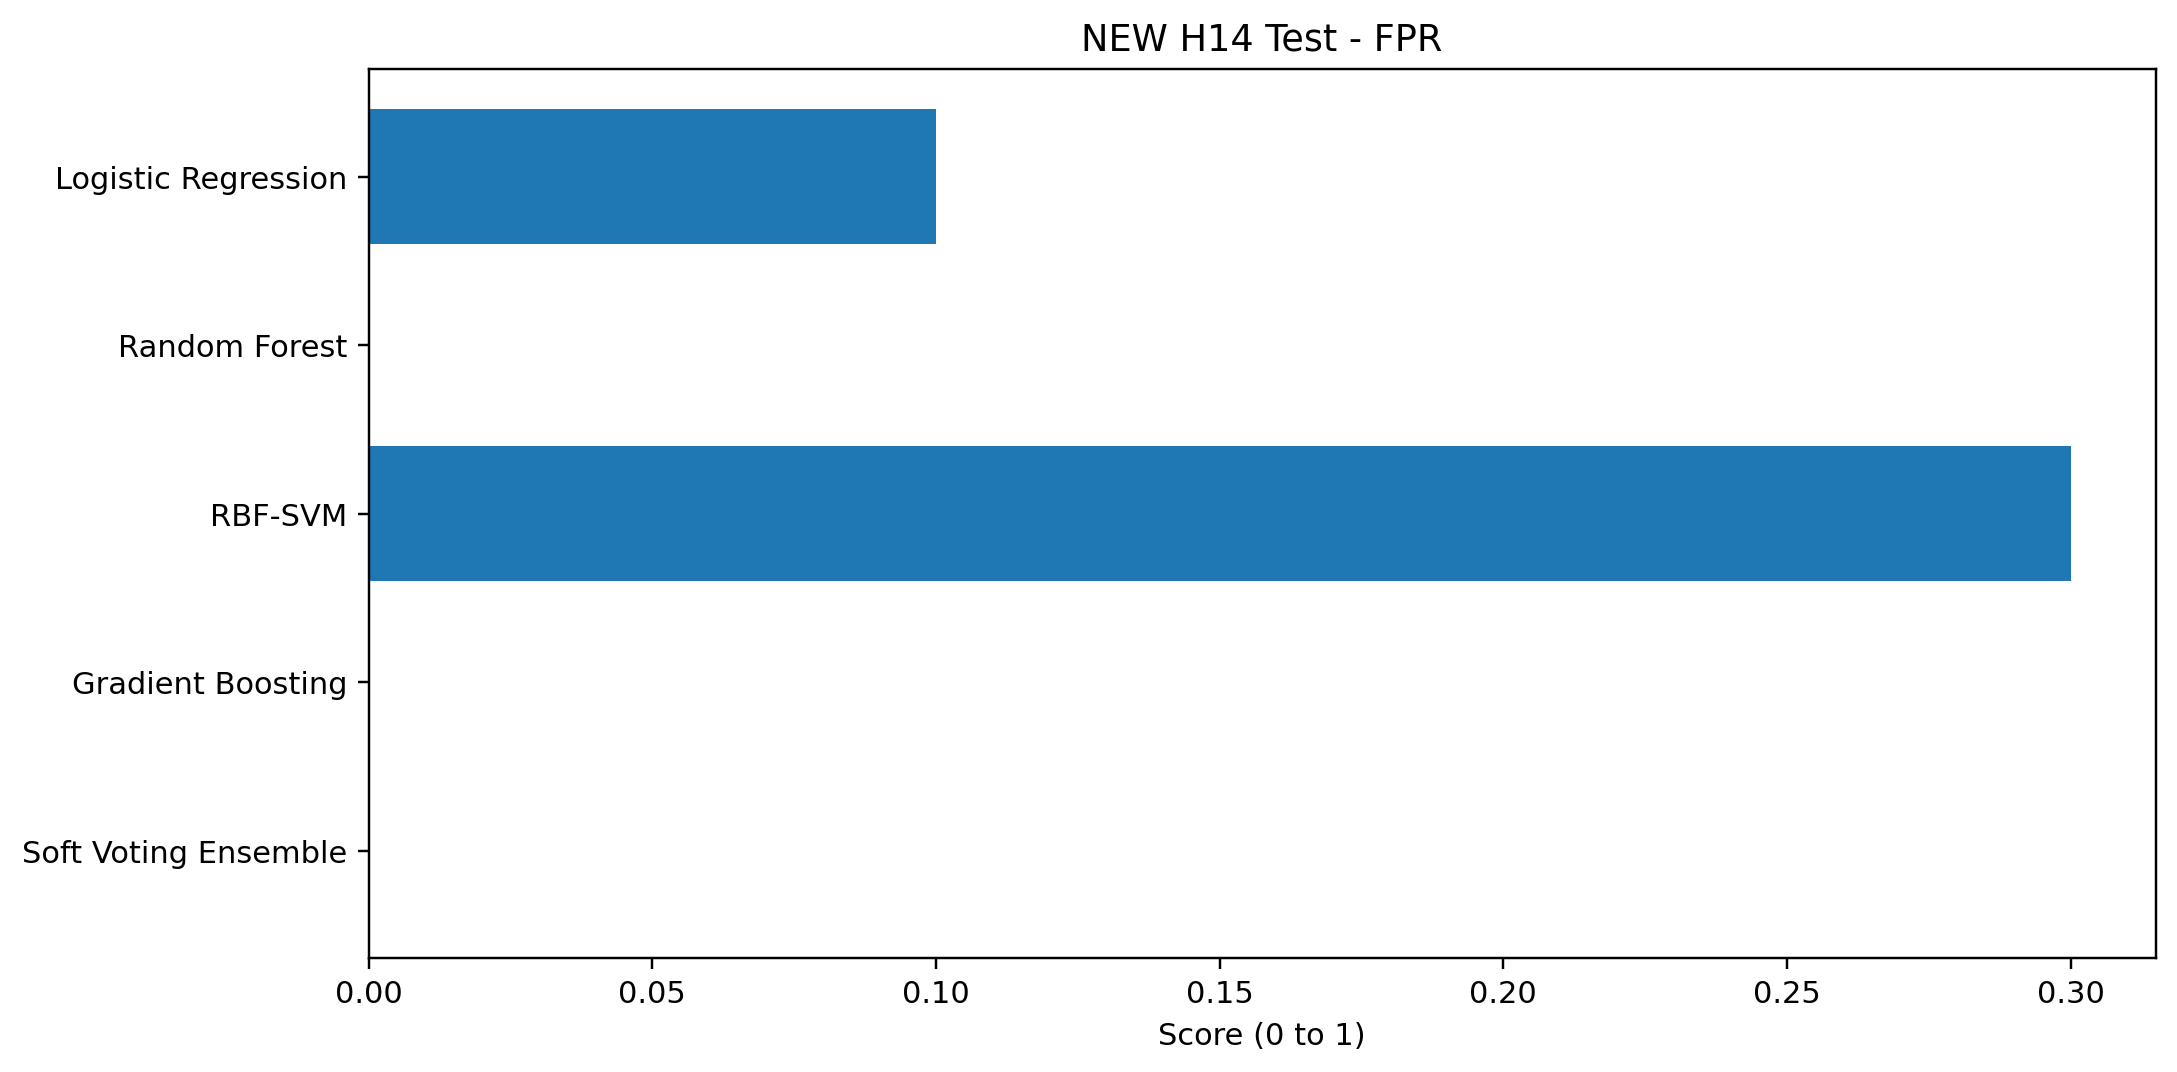 NEW H14 Test - FPR
Logistic Regression
Random Forest
RBF-SVM
Gradient Boosting
Soft Voting Ensemble
0.00 0.05 0.10 0.15 0.20 0.25 0.30
Score (0 to 1)